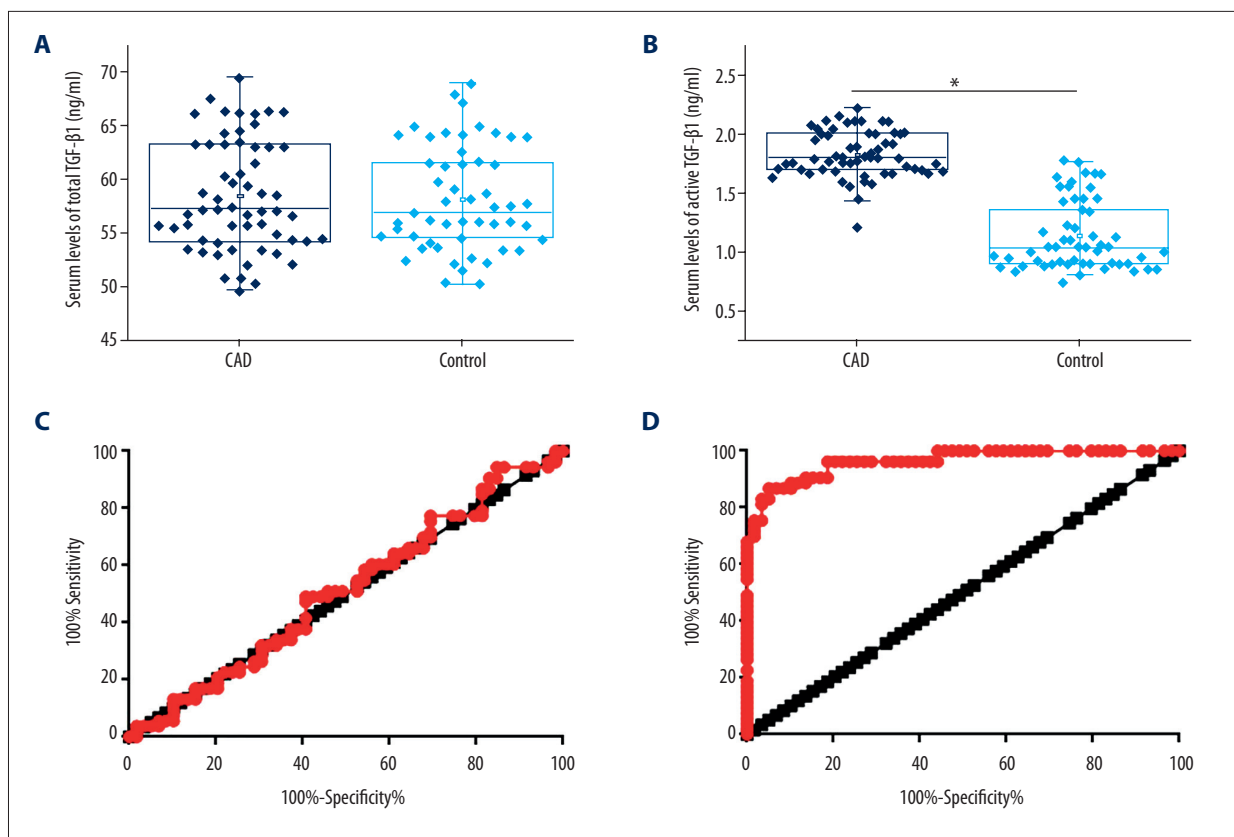 A
Serum levels of total TGF-β1 (ng/ml)
70
65
60
55
50
45
CAD
Control
B
Serum levels of active TGF-β1 (ng/ml)
2.5
2.0
1.5
1.0
0.5
*
CAD
Control
C
100% Sensitivity
100
80
60
40
20
0
0 20 40 60 80 100
100%-Specificity%
D
100% Sensitivity
100
80
60
40
20
0
0 20 40 60 80 100
100%-Specificity%